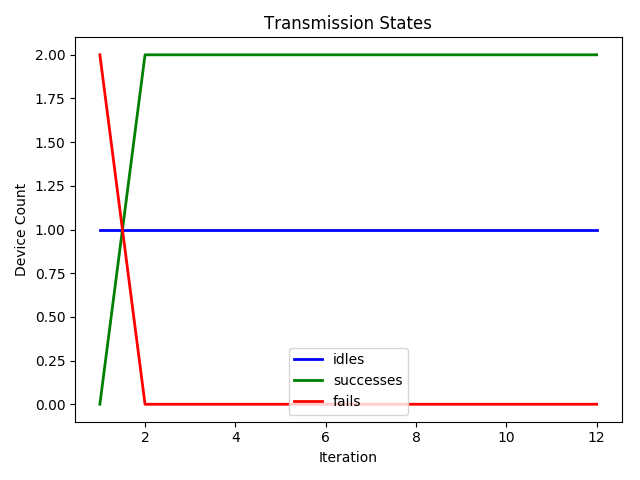 Transmission States
Device Count
2.00
1.75
1.50
1.25
1.00
0.75
0.50
0.25
0.00
idles
successes
fails
2 4 6 8 10 12
Iteration